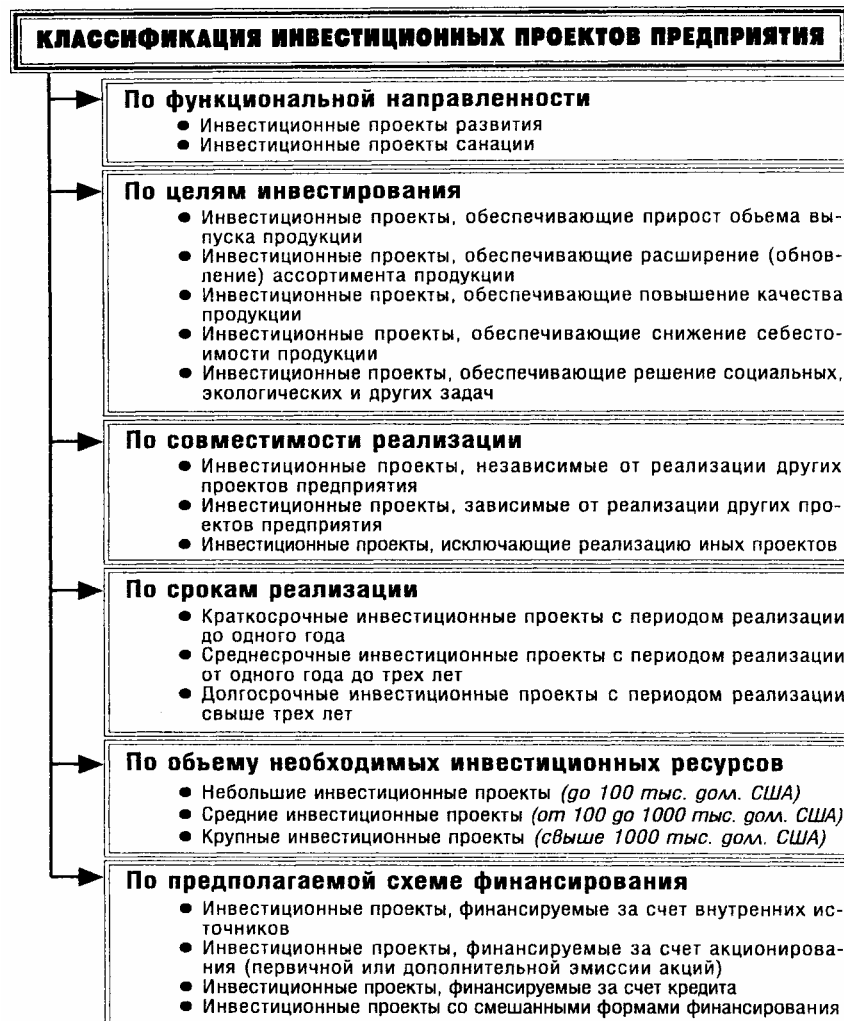 КЛАССИФИКАЦИЯ ИНВЕСТИЦИОННЫХ ПРОЕКТОВ ПРЕДПРИЯТИЯ
По функциональной направленности
● Инвестиционные проекты развития
● Инвестиционные проекты санации
По целям инвестирования
● Инвестиционные проекты, обеспечивающие прирост обьема вы-
пуска продукции
● Инвестиционные проекты, обеспечивающие расширение (обнов-
ление) ассортимента продукции
● Инвестиционные проекты, обеспечивающие повышение качества
продукции
● Инвестиционные проекты, обеспечивающие снижение себесто-
имости продукции
● Инвестиционные проекты, обеспечивающие решение социальных,
экологических и других задач
По совместимости реализации
● Инвестиционные проекты, независимые от реализации других
проектов предприятия
● Инвестиционные проекты, зависимые от реализации других про-
ектов предприятия
● Инвестиционные проекты, исключающие реализацию иных проектов
По срокам реализации
● Краткосрочные инвестиционные проекты с периодом реализации
до одного года
● Среднесрочные инвестиционные проекты с периодом реализации
от одного года до трех лет
● Долгосрочные инвестиционные проекты с периодом реализации
свыше трех лет
По обьему необходимых инвестиционных ресурсов
● Небольшие инвестиционные проекты (до 100 тыс. долл. США)
● Средние инвестиционные проекты (от 100 до 1000 тыс. долл. США)
● Крупные инвестиционные проекты (свыше 1000 тыс. долл. США)
По предполагаемой схеме финансирования
● Инвестиционные проекты, финансируемые за счет внутренних ис-
точников
● Инвестиционные проекты, финансируемые за счет акционирова-
ния (первичной или дополнительной эмиссии акций)
● Инвестиционные проекты, финансируемые за счет кредита
● Инвестиционные проекты со смешанными формами финансирования